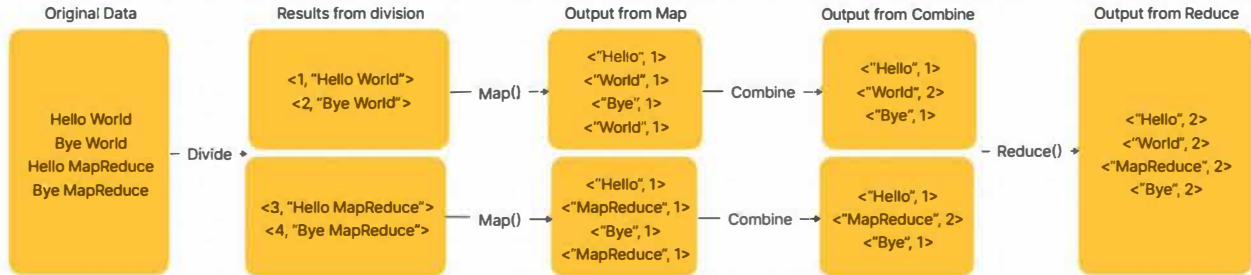 Original Data
Hello World
Bye World
Hello MapReduce
Bye MapReduce
Divide
Results from division
<1, "Hello World">
<2, "Bye World">
<3, "Hello MapReduce">
<4, "Bye MapReduce">
Map()
Map()
Output from Map
<"Hello", 1>
<"World", 1>
<"Bye", 1>
<"World", 1>
<"Hello", 1>
<"MapReduce", 1>
<"Bye", 1>
<"MapReduce", 1>
Combine
Combine
Output from Combine
<"Hello", 1>
<"World", 2>
<"Bye", 1>
<"Hello", 1>
<"MapReduce", 2>
<"Bye", 1>
Reduce()
Output from Reduce
<"Hello", 2>
<"World", 2>
<"MapReduce", 2>
<"Bye", 2>